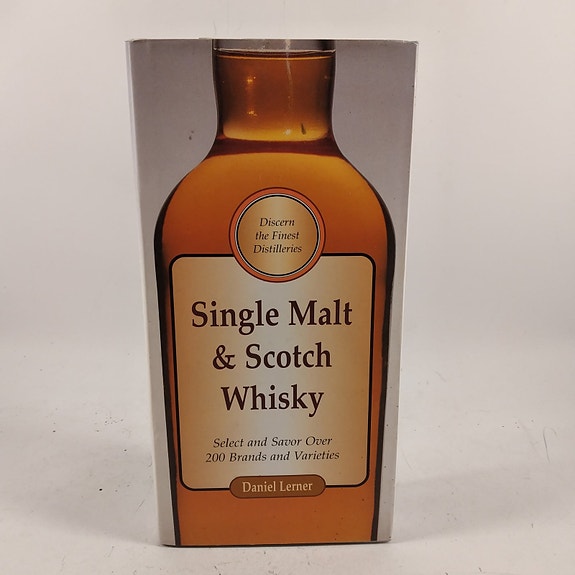 Discern
the Finest
Distilleries
Single Malt
& Scotch
Whisky
Select and Savor Over
200 Brands and Varieties
Daniel Lerner